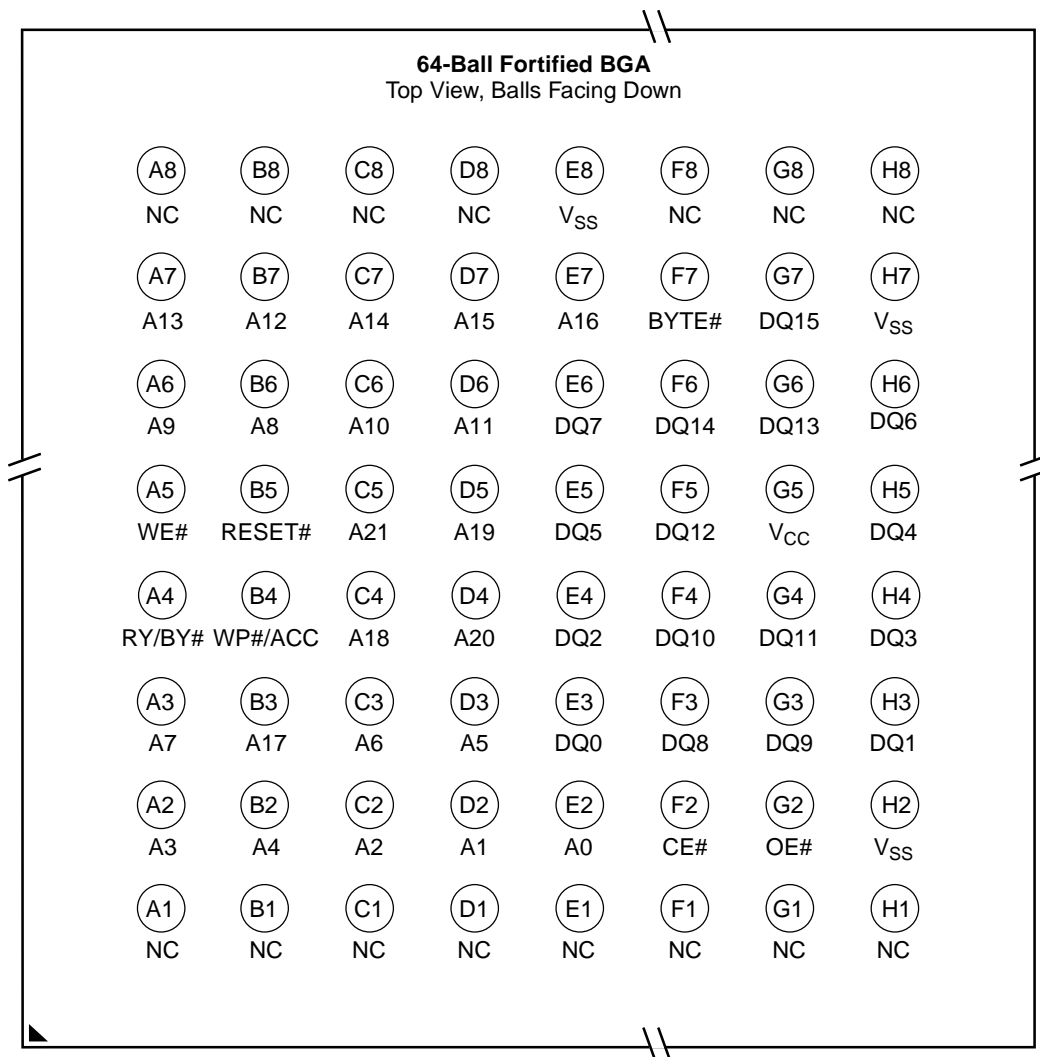 64-Ball Fortified BGA
Top View, Balls Facing Down
A8 B8 C8 D8 E8 F8 G8 H8
NC NC NC NC VSS NC NC NC
A7 B7 C7 D7 E7 F7 G7 H7
A13 A12 A14 A15 A16 BYTE# DQ15 VSS
A6 B6 C6 D6 E6 F6 G6 H6
A9 A8 A10 A11 DQ7 DQ14 DQ13 DQ6
A5 B5 C5 D5 E5 F5 G5 H5
WE# RESET# A21 A19 DQ5 DQ12 VCC DQ4
A4 B4 C4 D4 E4 F4 G4 H4
RY/BY# WP#/ACC A18 A20 DQ2 DQ10 DQ11 DQ3
A3 B3 C3 D3 E3 F3 G3 H3
A7 A17 A6 A5 DQ0 DQ8 DQ9 DQ1
A2 B2 C2 D2 E2 F2 G2 H2
A3 A4 A2 A1 A0 CE# OE# VSS
A1 B1 C1 D1 E1 F1 G1 H1
NC NC NC NC NC NC NC NC